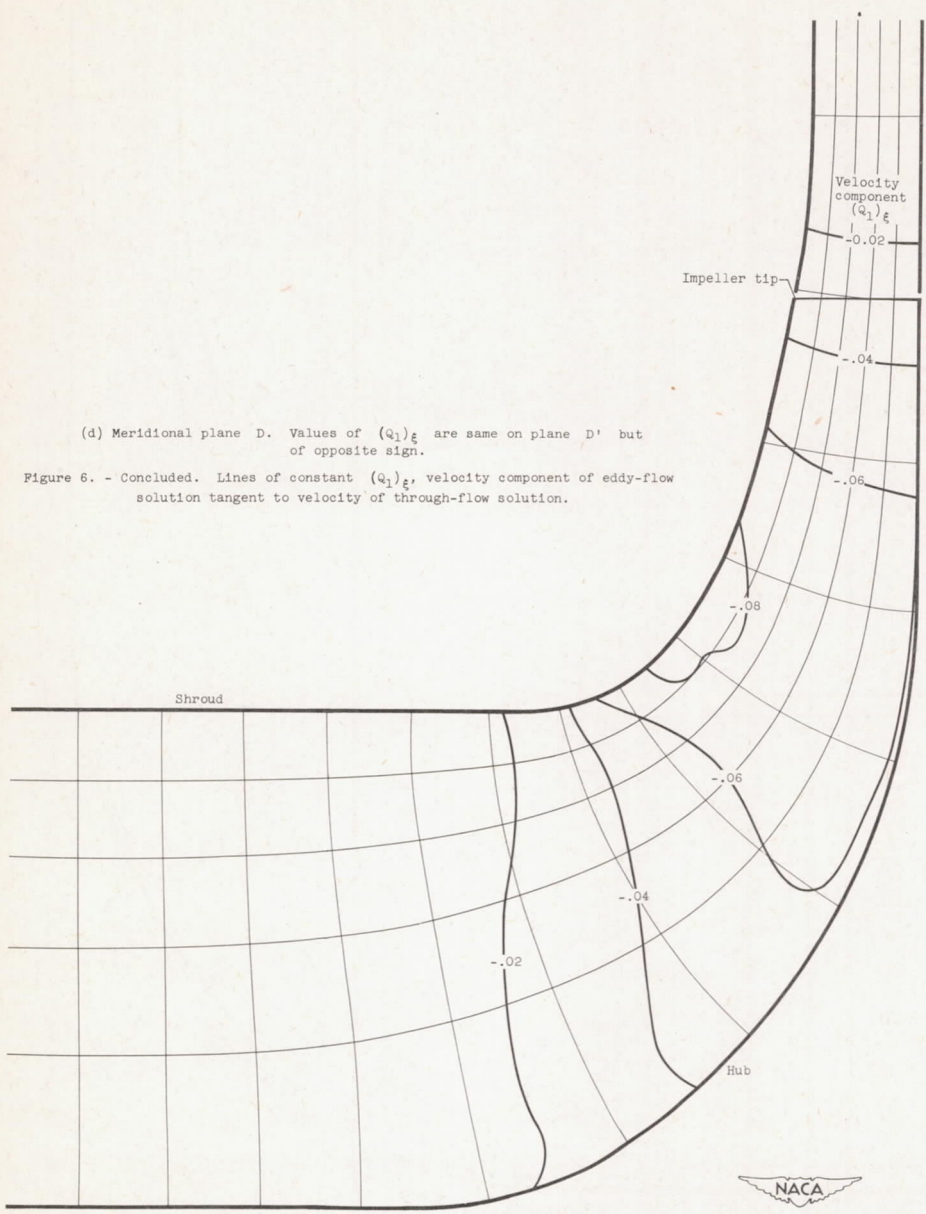 Velocity
component
(Q₁)ξ
-0.02
Impeller tip
-.04
(d) Meridional plane D. Values of (Q₁)ξ are same on plane D' but
of opposite sign.
-.06
Figure 6. - Concluded. Lines of constant (Q₁)ξ, velocity component of eddy-flow
solution tangent to velocity of through-flow solution.
-.08
Shroud
-.06
-.04
-.02
Hub
NACA